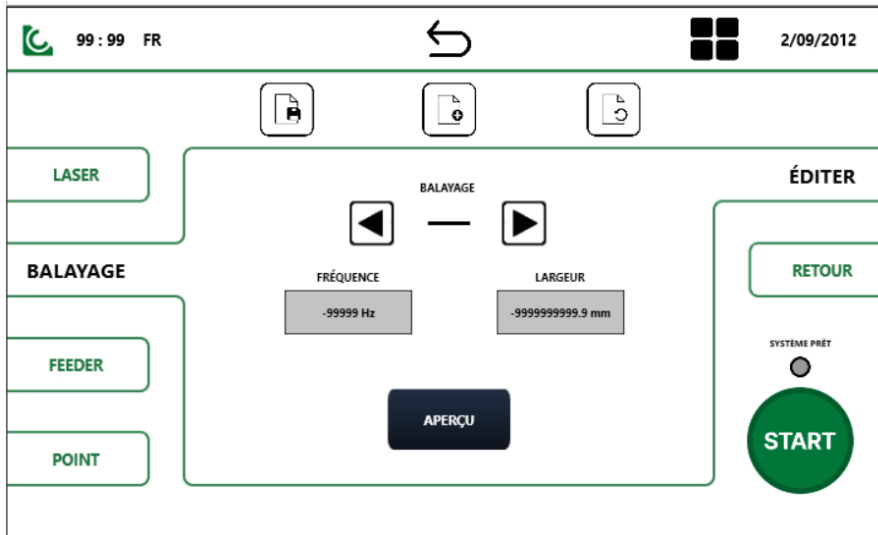 99 : 99 FR 2/09/2012
LASER
BALAYAGE
ÉDITER
BALAYAGE
FRÉQUENCE LARGEUR
RETOUR
-99999 Hz -9999999999.9 mm
SYSTÈME PRÊT
FEEDER
APERÇU
START
POINT